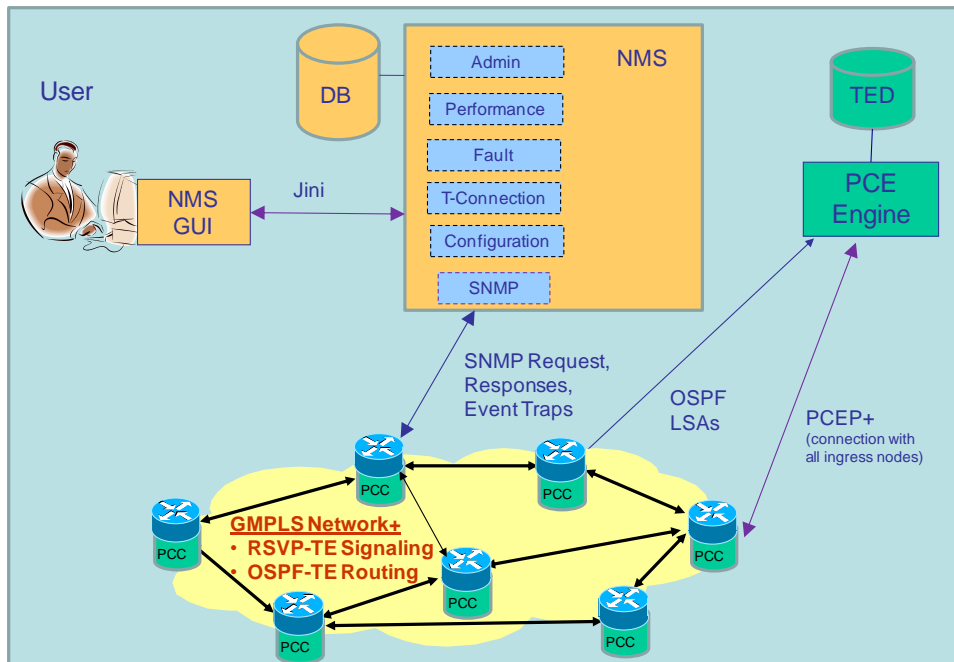 User
NMS
GUI
Jini
DB
NMS
Admin
Performance
Fault
T-Connection
Configuration
SNMP
TED
PCE
Engine
SNMP Request,
Responses,
Event Traps
OSPF
LSAs
PCEP+
(connection with
all ingress nodes)
PCC
PCC
PCC
PCC
GMPLS Network+
• RSVP-TE Signaling
• OSPF-TE Routing
PCC
PCC
PCC